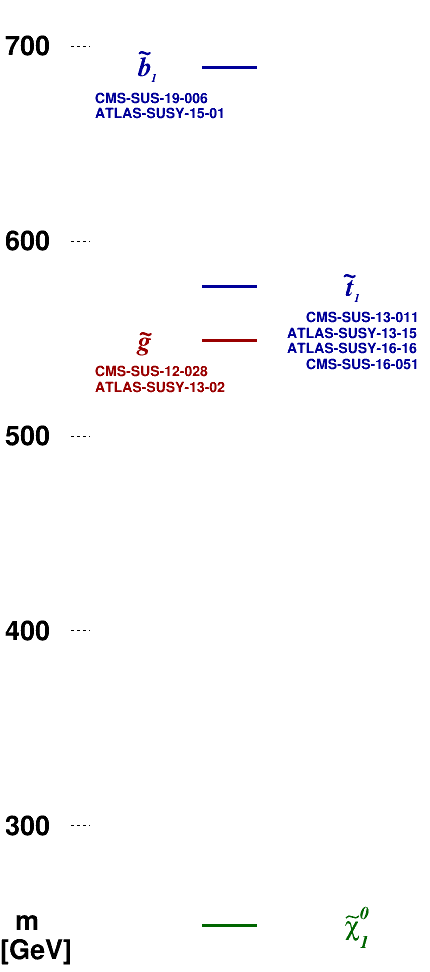 700
b̃₁
CMS-SUS-19-006
ATLAS-SUSY-15-01
600
t̃₁
CMS-SUS-13-011
ATLAS-SUSY-13-15
ATLAS-SUSY-16-16
CMS-SUS-16-051
g̃
CMS-SUS-12-028
ATLAS-SUSY-13-02
500
400
300
m
[GeV]
χ̃⁰₁